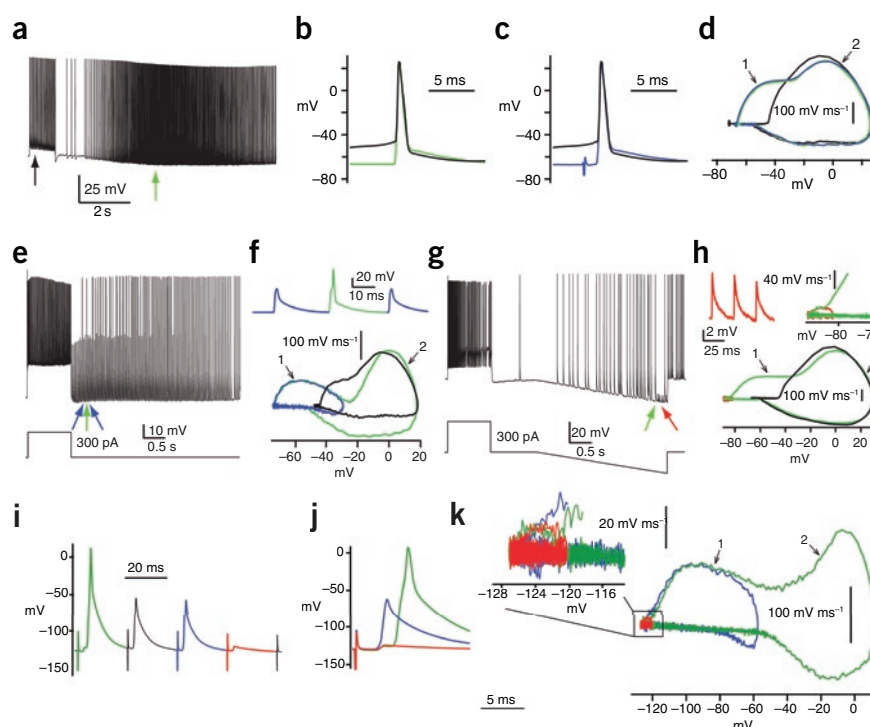 a
25 mV
2 s
b
5 ms
mV
0
−40
−80
c
5 ms
mV
0
−40
−80
d
1
2
100 mV ms−1
−80
−40
0
mV
e
300 pA
10 mV
0.5 s
f
20 mV
10 ms
100 mV ms−1
1
2
−60
−40
−20
0
20
mV
g
300 pA
20 mV
0.5 s
h
40 mV ms−1
2 mV
25 ms
mV
−80
1
2
100 mV ms−1
−80
−60
−40
−20
0
mV
i
0
−50
mV
−100
−150
20 ms
j
0
−50
mV
−100
−150
5 ms
k
20 mV ms−1
−128
−124
−120
−116
mV
1
2
100 mV ms−1
−120
−100
−80
−60
−40
−20
0
mV